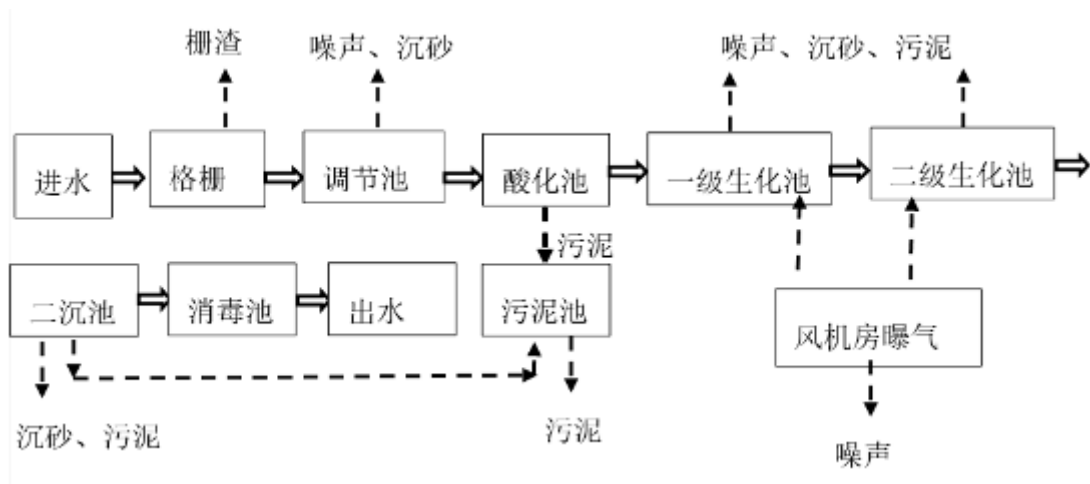 栅渣
噪声、沉砂
噪声、沉砂、污泥
进水
格栅
调节池
酸化池
一级生化池
二级生化池
污泥
二沉池
消毒池
出水
污泥池
风机房曝气
沉砂、污泥
污泥
噪声